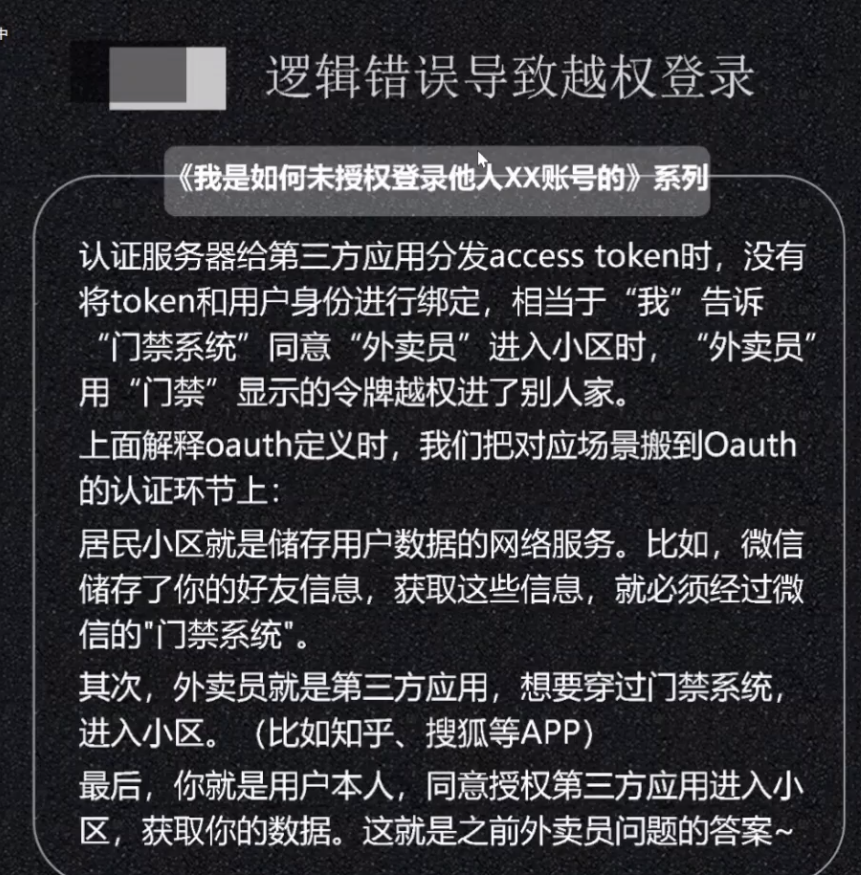 中
逻辑错误导致越权登录
《我是如何未授权登录他人XX账号的》系列
认证服务器给第三方应用分发access token时，没有
将token和用户身份进行绑定，相当于“我”告诉
“门禁系统”同意“外卖员”进入小区时，“外卖员”
用“门禁”显示的令牌越权进了别人家。
上面解释oauth定义时，我们把对应场景搬到Oauth
的认证环节上：
居民小区就是储存用户数据的网络服务。比如，微信
储存了你的好友信息，获取这些信息，就必须经过微
信的"门禁系统"。
其次，外卖员就是第三方应用，想要穿过门禁系统，
进入小区。（比如知乎、搜狐等APP）
最后，你就是用户本人，同意授权第三方应用进入小
区，获取你的数据。这就是之前外卖员问题的答案~